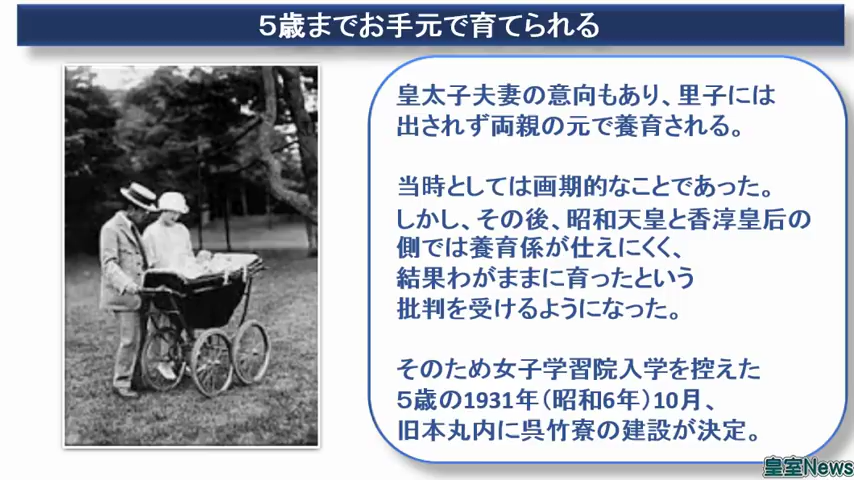 5歳までお手元で育てられる
皇太子夫妻の意向もあり、里子には
出されず両親の元で養育される。
当時としては画期的なことであった。
しかし、その後、昭和天皇と香淳皇后の
側では養育係が仕えにくく、
結果わがままに育ったという
批判を受けるようになった。
そのため女子学習院入学を控えた
５歳の1931年（昭和6年）10月、
旧本丸内に呉竹寮の建設が決定。
皇室News